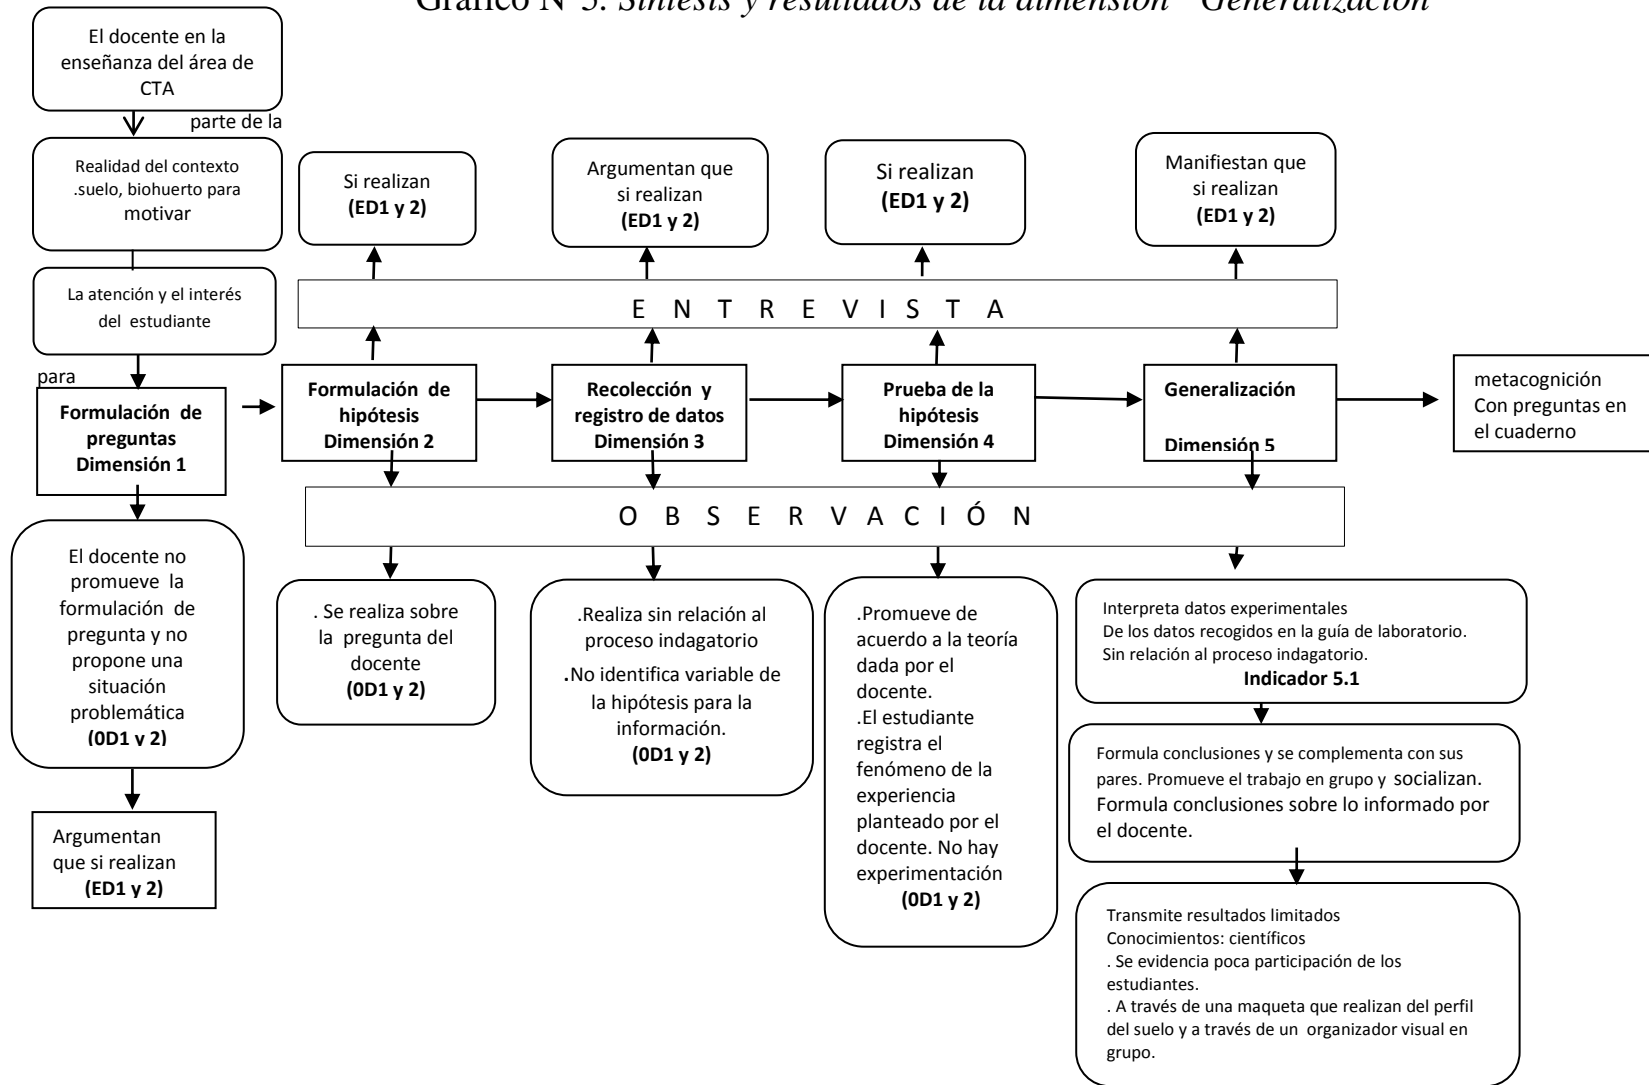 Gráfico N°5. Síntesis y resultados de la dimensión "Generalización"
El docente en la
enseñanza del área de
CTA
parte de la
Realidad del contexto
.suelo, biohuerto para
motivar
La atención y el interés
del estudiante
para
Formulación de
preguntas
Dimensión 1
El docente no
promueve la
formulación de
pregunta y no
propone una
situación
problemática
(0D1 y 2)
Argumentan
que si realizan
(ED1 y 2)
Si realizan
(ED1 y 2)
Argumentan que
si realizan
(ED1 y 2)
Si realizan
(ED1 y 2)
Manifiestan que
si realizan
(ED1 y 2)
E N T R E V I S T A
Formulación de
hipótesis
Dimensión 2
Recolección y
registro de datos
Dimensión 3
Prueba de la
hipótesis
Dimensión 4
Generalización
Dimensión 5
metacognición
Con preguntas en
el cuaderno
O B S E R V A C I Ó N
. Se realiza sobre
la pregunta del
docente
(0D1 y 2)
.Realiza sin relación al
proceso indagatorio
.No identifica variable de
la hipótesis para la
información.
(0D1 y 2)
.Promueve de
acuerdo a la teoría
dada por el
docente.
.El estudiante
registra el
fenómeno de la
experiencia
planteado por el
docente. No hay
experimentación
(0D1 y 2)
Interpreta datos experimentales
De los datos recogidos en la guía de laboratorio.
Sin relación al proceso indagatorio.
Indicador 5.1
Formula conclusiones y se complementa con sus
pares. Promueve el trabajo en grupo y socializan.
Formula conclusiones sobre lo informado por
el docente.
Transmite resultados limitados
Conocimientos: científicos
. Se evidencia poca participación de los
estudiantes.
. A través de una maqueta que realizan del perfil
del suelo y a través de un organizador visual en
grupo.